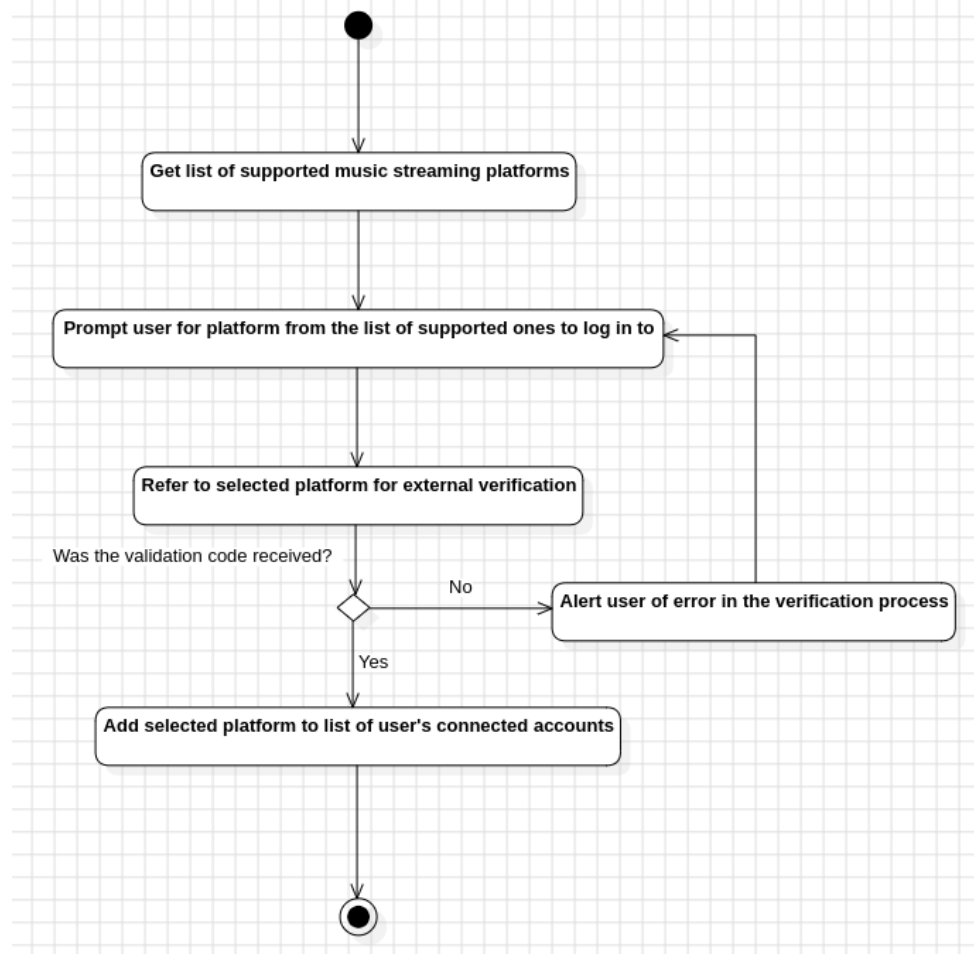 Get list of supported music streaming platforms
Prompt user for platform from the list of supported ones to log in to
Refer to selected platform for external verification
Was the validation code received?
No
Alert user of error in the verification process
Yes
Add selected platform to list of user's connected accounts